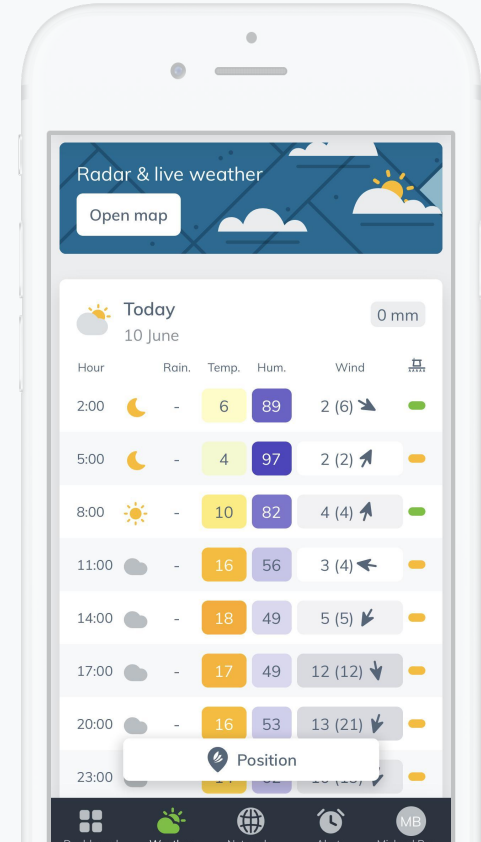 Radar & live weather
Open map
Today
0 mm
10 June
Hour Rain. Temp. Hum. Wind
2:00 - 6 89 2 (6)
5:00 - 4 97 2 (2)
8:00 - 10 82 4 (4)
11:00 - 16 56 3 (4)
14:00 - 18 49 5 (5)
17:00 - 17 49 12 (12)
20:00 - 16 53 13 (21)
Position
23:00
MB